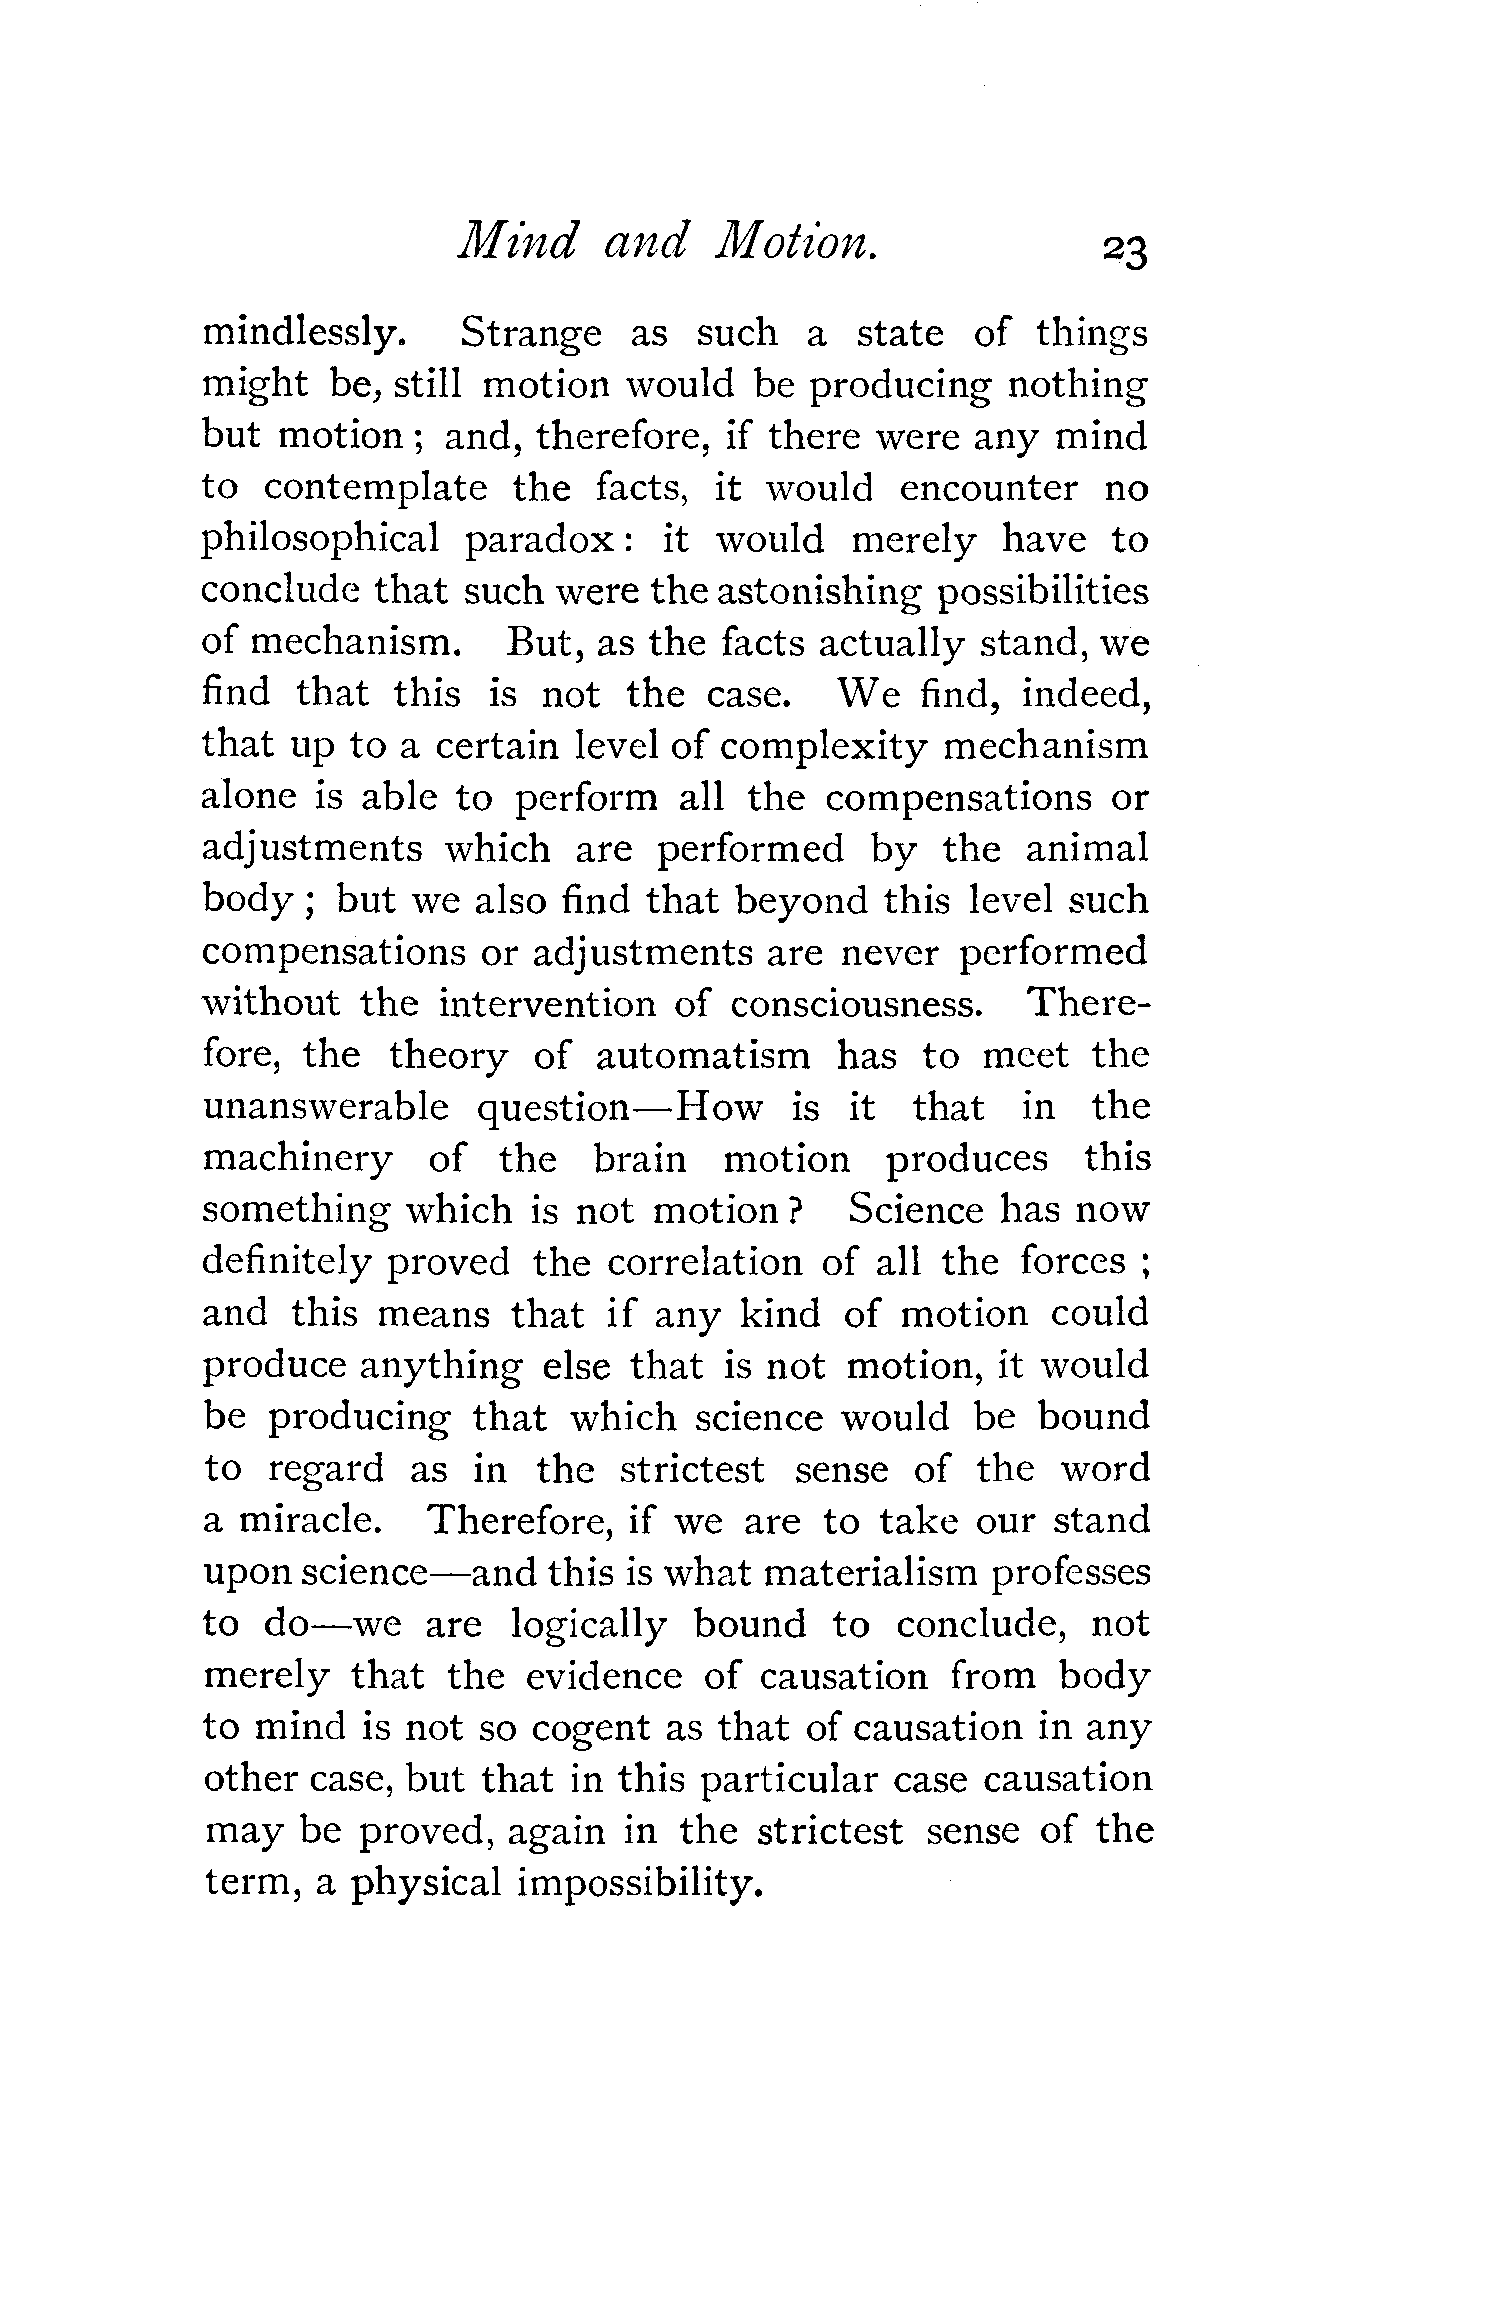 Mind and Motion. 23
mindlessly. Strange as such a state of things
might be, still motion would be producing nothing
but motion ; and, therefore, if there were any mind
to contemplate the facts, it would encounter no
philosophical paradox : it would merely have to
conclude that such were the astonishing possibilities
of mechanism. But, as the facts actually stand, we
find that this is not the case. We find, indeed,
that up to a certain level of complexity mechanism
alone is able to perform all the compensations or
adjustments which are performed by the animal
body ; but we also find that beyond this level such
compensations or adjustments are never performed
without the intervention of consciousness. There-
fore, the theory of automatism has to meet the
unanswerable question—How is it that in the
machinery of the brain motion produces this
something which is not motion ? Science has now
definitely proved the correlation of all the forces ;
and this means that if any kind of motion could
produce anything else that is not motion, it would
be producing that which science would be bound
to regard as in the strictest sense of the word
a miracle. Therefore, if we are to take our stand
upon science—and this is what materialism professes
to do—we are logically bound to conclude, not
merely that the evidence of causation from body
to mind is not so cogent as that of causation in any
other case, but that in this particular case causation
may be proved, again in the strictest sense of the
term, a physical impossibility.